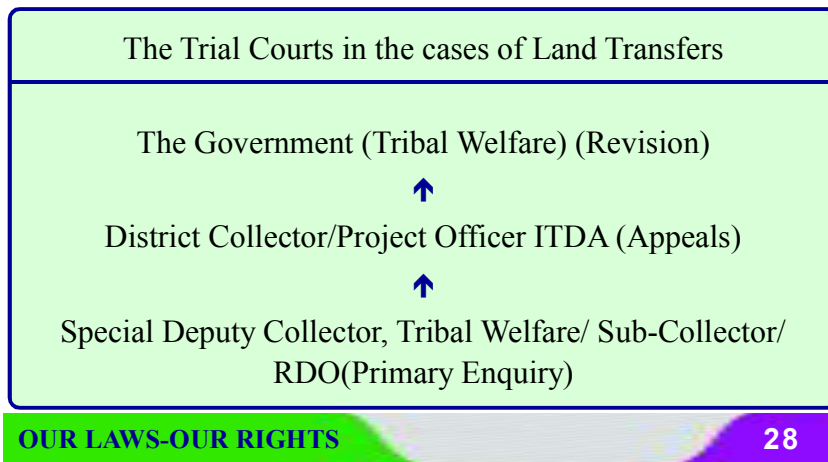 The Trial Courts in the cases of Land Transfers
The Government (Tribal Welfare) (Revision)
District Collector/Project Officer ITDA (Appeals)
Special Deputy Collector, Tribal Welfare/ Sub-Collector/
RDO(Primary Enquiry)
OUR LAWS-OUR RIGHTS 28